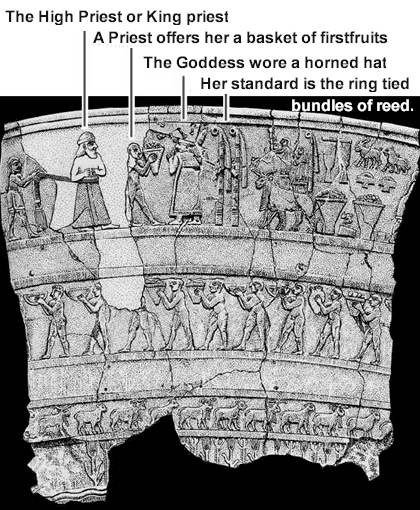 The High Priest or King priest
A Priest offers her a basket of firstfruits
The Goddess wore a horned hat
Her standard is the ring tied
bundles of reed.